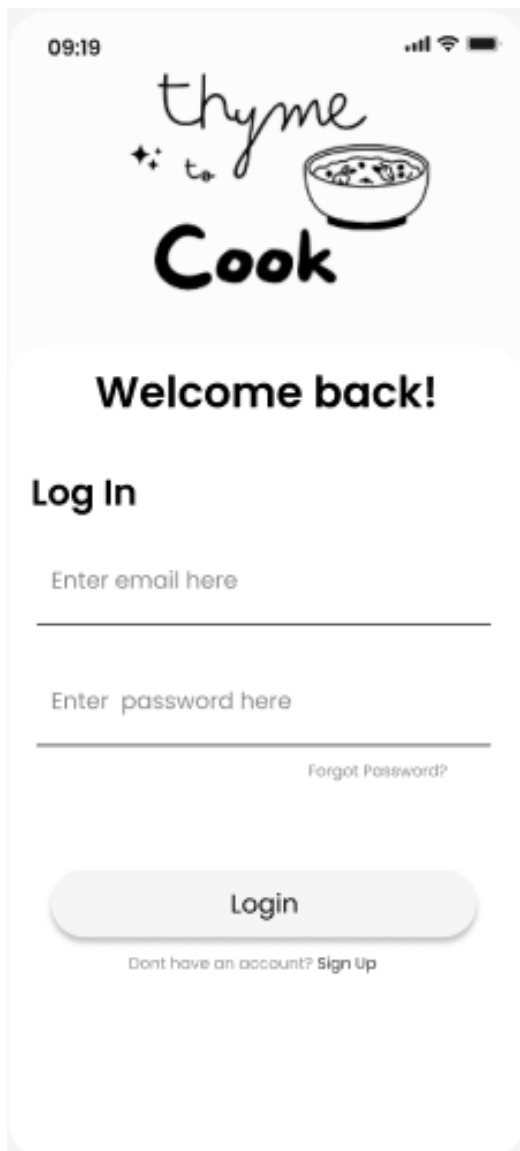 09:19
thyme
to
Cook
Welcome back!
Log In
Enter email here
Enter password here
Forgot Password?
Login
Dont have an account? Sign Up